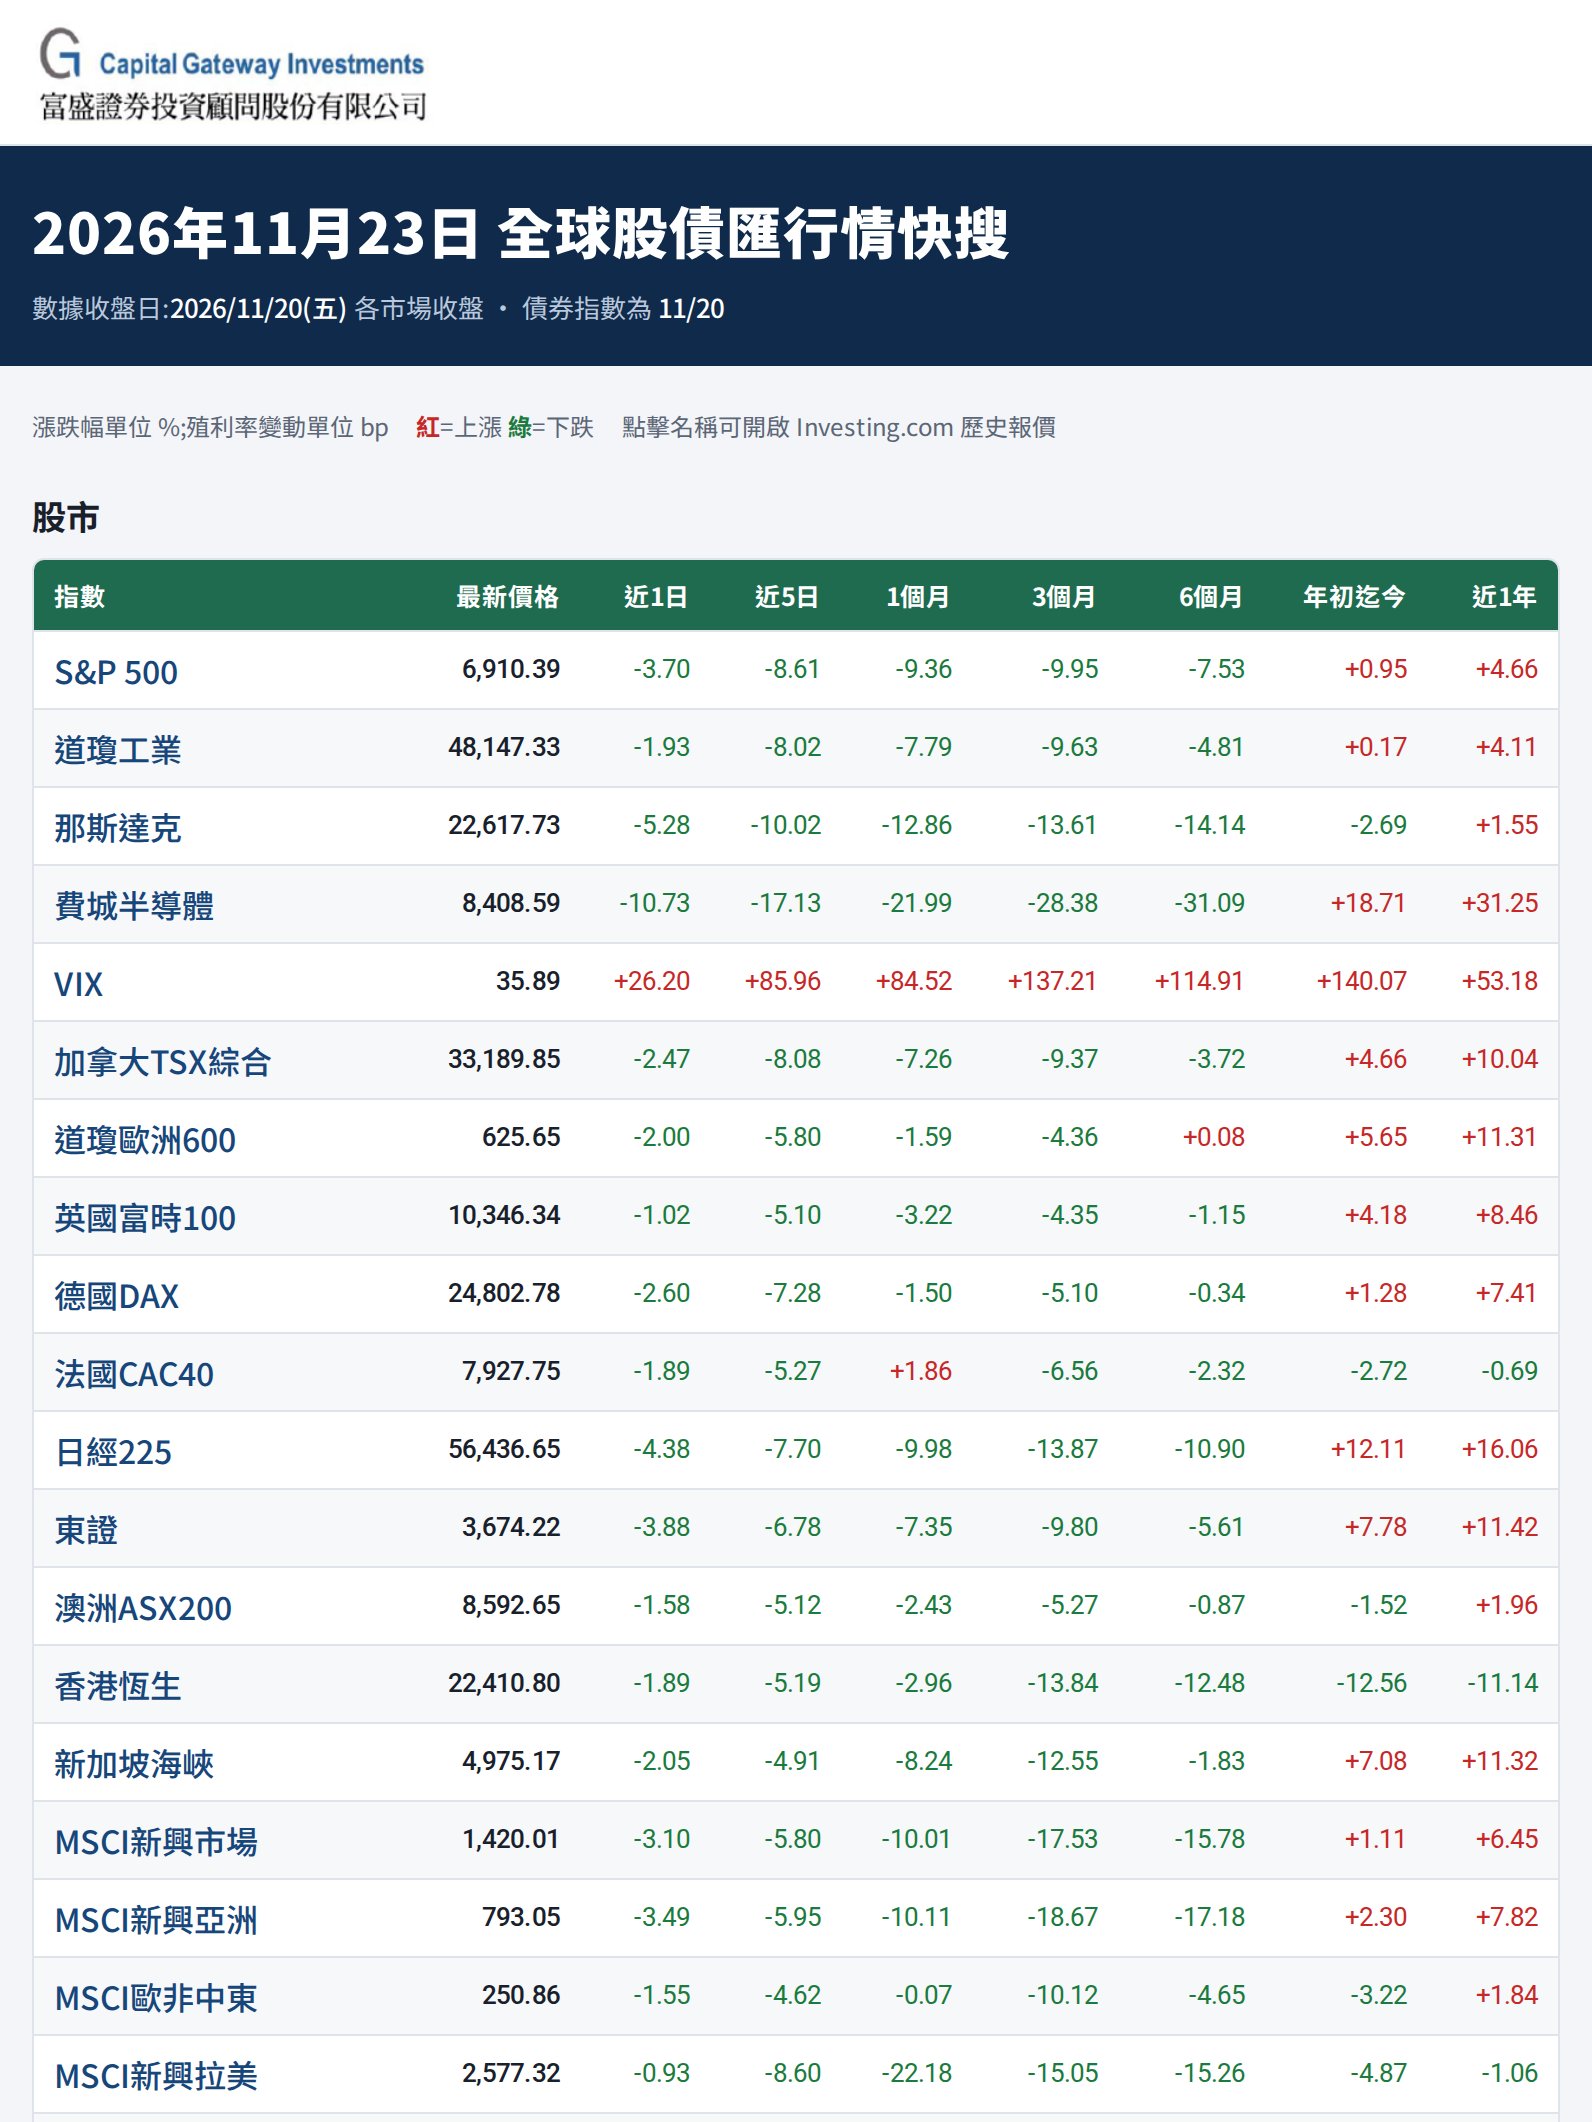 G Capital Gateway Investments
富盛證券投資顧問股份有限公司
2026年11月23日 全球股債匯行情快搜
數據收盤日:2026/11/20(五) 各市場收盤 · 債券指數為 11/20
漲跌幅單位 %;殖利率變動單位 bp 紅=上漲 綠=下跌 點擊名稱可開啟 Investing.com 歷史報價
股市
指數 最新價格 近1日 近5日 1個月 3個月 6個月 年初迄今 近1年
S&P 500 6,910.39 -3.70 -8.61 -9.36 -9.95 -7.53 +0.95 +4.66
道瓊工業 48,147.33 -1.93 -8.02 -7.79 -9.63 -4.81 +0.17 +4.11
那斯達克 22,617.73 -5.28 -10.02 -12.86 -13.61 -14.14 -2.69 +1.55
費城半導體 8,408.59 -10.73 -17.13 -21.99 -28.38 -31.09 +18.71 +31.25
VIX 35.89 +26.20 +85.96 +84.52 +137.21 +114.91 +140.07 +53.18
加拿大TSX綜合 33,189.85 -2.47 -8.08 -7.26 -9.37 -3.72 +4.66 +10.04
道瓊歐洲600 625.65 -2.00 -5.80 -1.59 -4.36 +0.08 +5.65 +11.31
英國富時100 10,346.34 -1.02 -5.10 -3.22 -4.35 -1.15 +4.18 +8.46
德國DAX 24,802.78 -2.60 -7.28 -1.50 -5.10 -0.34 +1.28 +7.41
法國CAC40 7,927.75 -1.89 -5.27 +1.86 -6.56 -2.32 -2.72 -0.69
日經225 56,436.65 -4.38 -7.70 -9.98 -13.87 -10.90 +12.11 +16.06
東證 3,674.22 -3.88 -6.78 -7.35 -9.80 -5.61 +7.78 +11.42
澳洲ASX200 8,592.65 -1.58 -5.12 -2.43 -5.27 -0.87 -1.52 +1.96
香港恆生 22,410.80 -1.89 -5.19 -2.96 -13.84 -12.48 -12.56 -11.14
新加坡海峽 4,975.17 -2.05 -4.91 -8.24 -12.55 -1.83 +7.08 +11.32
MSCI新興市場 1,420.01 -3.10 -5.80 -10.01 -17.53 -15.78 +1.11 +6.45
MSCI新興亞洲 793.05 -3.49 -5.95 -10.11 -18.67 -17.18 +2.30 +7.82
MSCI歐非中東 250.86 -1.55 -4.62 -0.07 -10.12 -4.65 -3.22 +1.84
MSCI新興拉美 2,577.32 -0.93 -8.60 -22.18 -15.05 -15.26 -4.87 -1.06